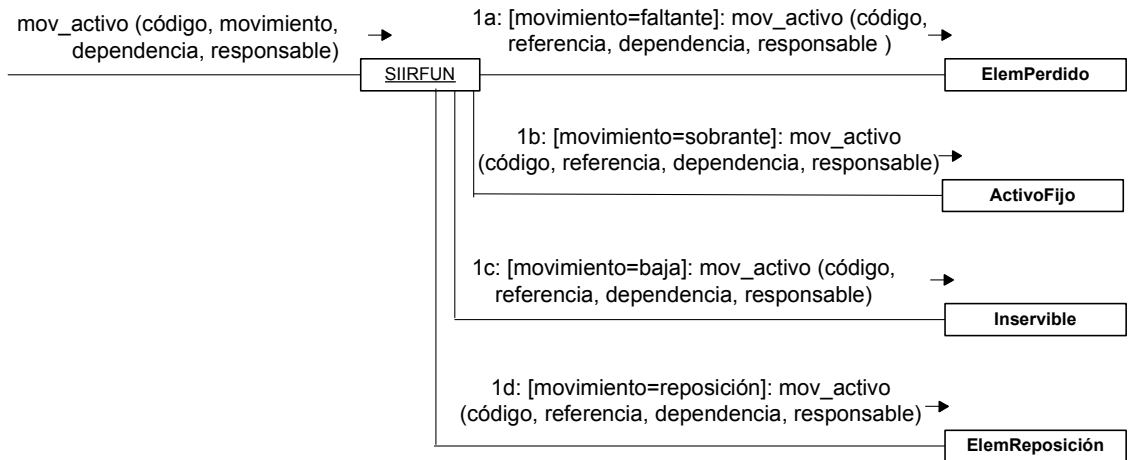 mov_activo (código, movimiento,
dependencia, responsable)
1a: [movimiento=faltante]: mov_activo (código,
referencia, dependencia, responsable )
SIIRFUN
ElemPerdido
1b: [movimiento=sobrante]: mov_activo
(código, referencia, dependencia, responsable)
ActivoFijo
1c: [movimiento=baja]: mov_activo (código,
referencia, dependencia, responsable)
Inservible
1d: [movimiento=reposición]: mov_activo
(código, referencia, dependencia, responsable)
ElemReposición